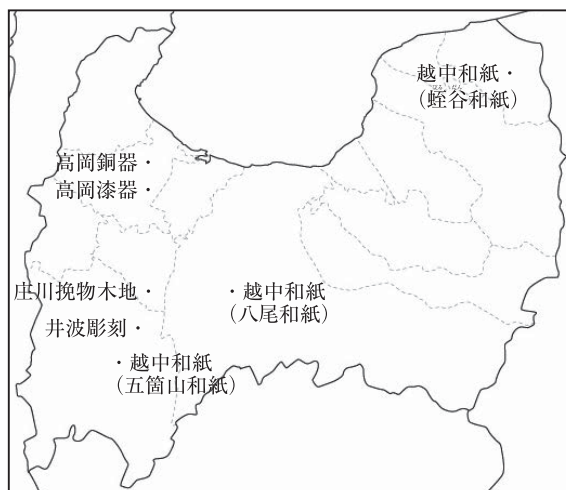 越中和紙・
(蛭谷和紙)
高岡銅器・
高岡漆器・
庄川挽物木地・
・越中和紙
(八尾和紙)
井波彫刻・
・越中和紙
(五箇山和紙)